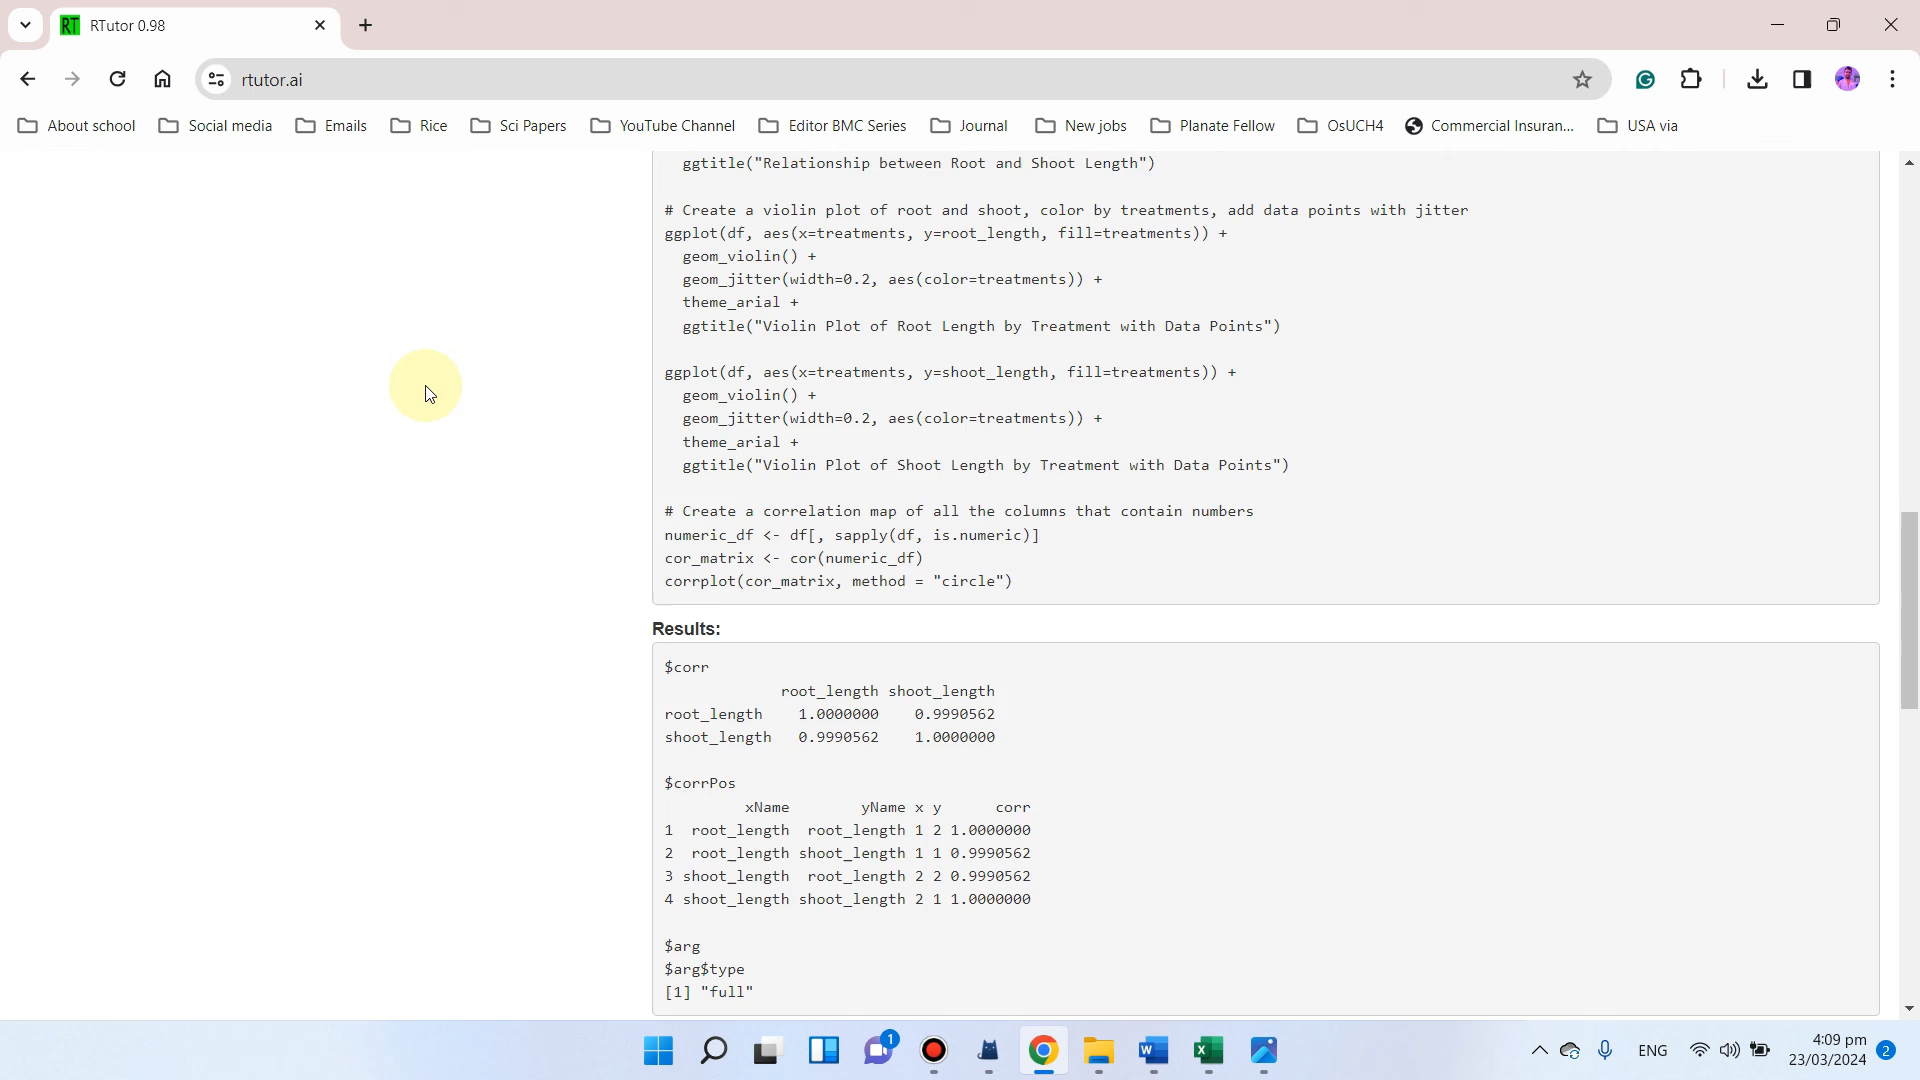 RT RTutor 0.98
rtutor.ai
About school Social media Emails Rice Sci Papers YouTube Channel Editor BMC Series Journal New jobs Planate Fellow OsUCH4 Commercial Insuran... USA via
ggtitle("Relationship between Root and Shoot Length")
# Create a violin plot of root and shoot, color by treatments, add data points with jitter
ggplot(df, aes(x=treatments, y=root_length, fill=treatments)) +
geom_violin() +
geom_jitter(width=0.2, aes(color=treatments)) +
theme_arial +
ggtitle("Violin Plot of Root Length by Treatment with Data Points")
ggplot(df, aes(x=treatments, y=shoot_length, fill=treatments)) +
geom_violin() +
geom_jitter(width=0.2, aes(color=treatments)) +
theme_arial +
ggtitle("Violin Plot of Shoot Length by Treatment with Data Points")
# Create a correlation map of all the columns that contain numbers
numeric_df <- df[, sapply(df, is.numeric)]
cor_matrix <- cor(numeric_df)
corrplot(cor_matrix, method = "circle")
Results:
$corr
root_length shoot_length
root_length 1.0000000 0.9990562
shoot_length 0.9990562 1.0000000
$corrPos
xName yName x y corr
1 root_length root_length 1 2 1.0000000
2 root_length shoot_length 1 1 0.9990562
3 shoot_length root_length 2 2 0.9990562
4 shoot_length shoot_length 2 1 1.0000000
$arg
$arg$type
[1] "full"
1
W
X
ENG
4:09 pm
23/03/2024
2